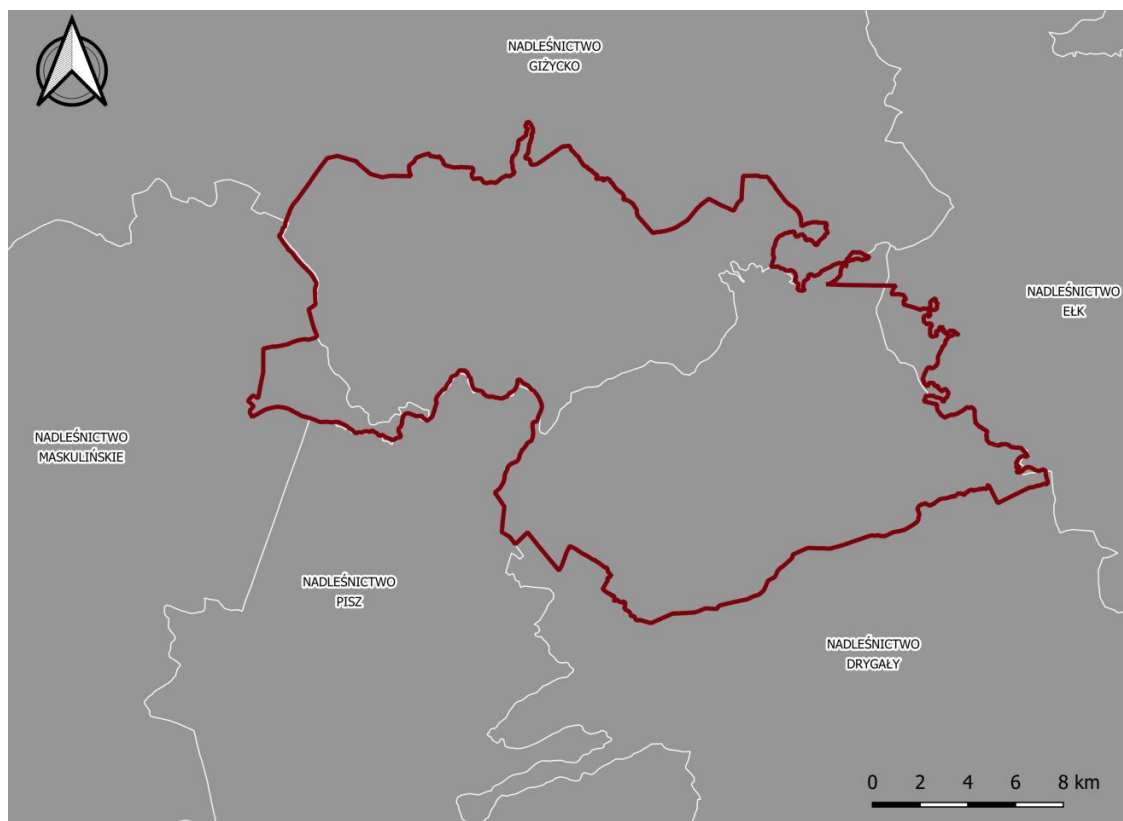 NADLEŚNICTWO
GIŻYCKO
NADLEŚNICTWO
EŁK
NADLEŚNICTWO
MASKULIŃSKIE
NADLEŚNICTWO
PISZ
NADLEŚNICTWO
DRYGAŁY
0 2 4 6 8 km